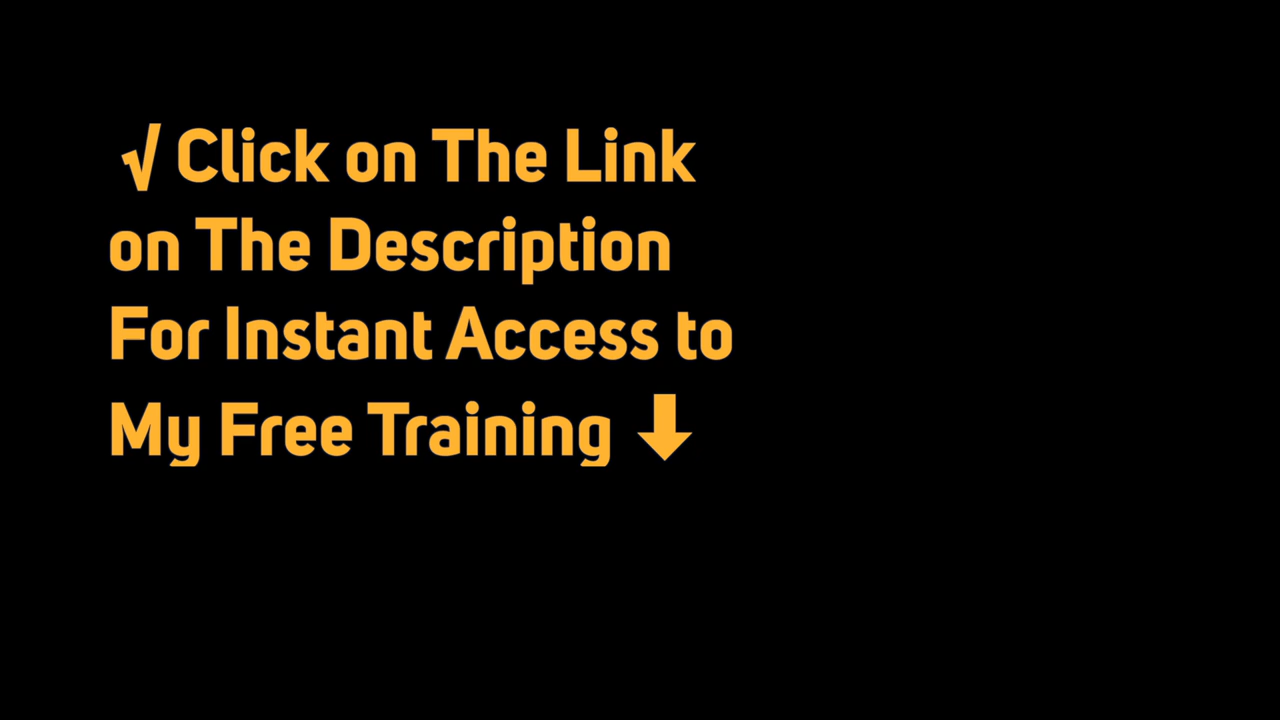 √ Click on The Link
on The Description
For Instant Access to
My Free Training ⬇